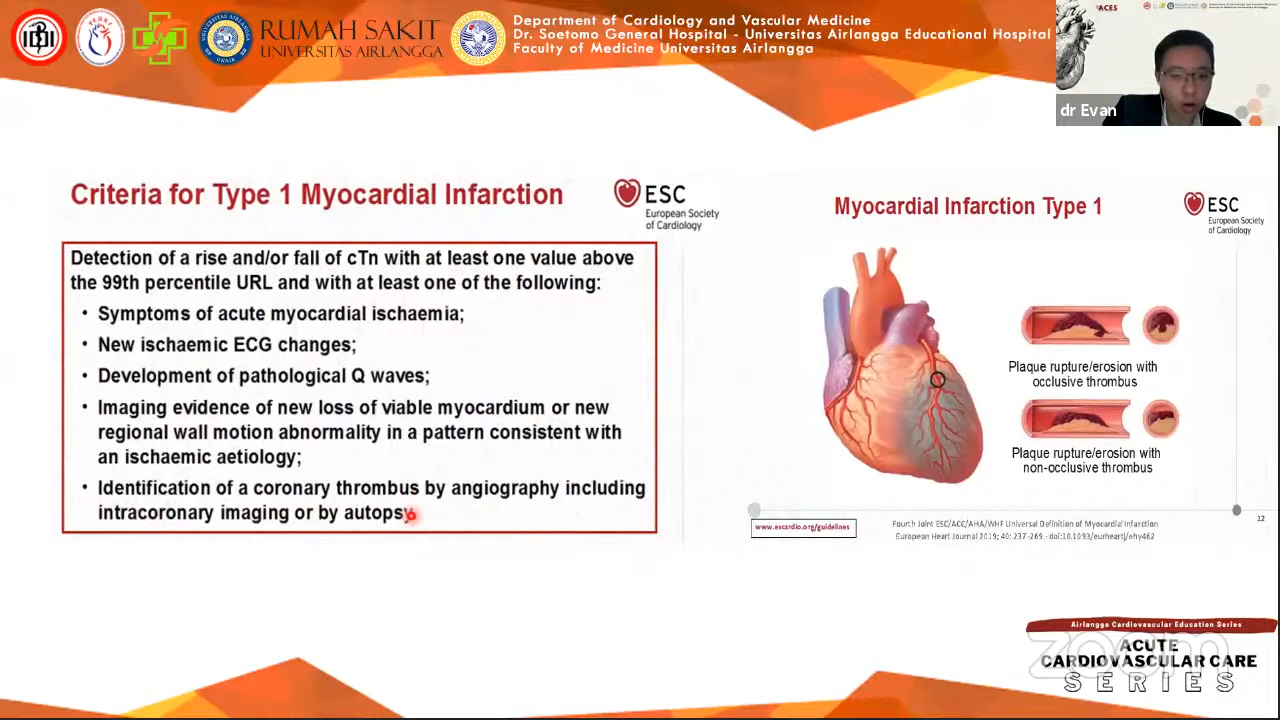 RUMAH SAKIT
UNIVERSITAS AIRLANGGA
Department of Cardiology and Vascular Medicine
Dr. Soetomo General Hospital - Universitas Airlangga Educational Hospital
Faculty of Medicine Universitas Airlangga
ACES
dr Evan
Criteria for Type 1 Myocardial Infarction
ESC
European Society
of Cardiology
Detection of a rise and/or fall of cTn with at least one value above
the 99th percentile URL and with at least one of the following:
• Symptoms of acute myocardial ischaemia;
• New ischaemic ECG changes;
• Development of pathological Q waves;
• Imaging evidence of new loss of viable myocardium or new
regional wall motion abnormality in a pattern consistent with
an ischaemic aetiology;
• Identification of a coronary thrombus by angiography including
intracoronary imaging or by autopsy
Myocardial Infarction Type 1
ESC
European Society
of Cardiology
Plaque rupture/erosion with
occlusive thrombus
Plaque rupture/erosion with
non-occlusive thrombus
12
www.escardio.org/guidelines
Fourth Joint ESC/ACC/AHA/WHF Universal Definition of Myocardial Infarction
European Heart Journal 2019; 40: 237-269 - doi:10.1093/eurheartj/ehy462
Airlangga Cardiovascular Education Series
zoom
ACUTE
CARDIOVASCULAR CARE
SERIES